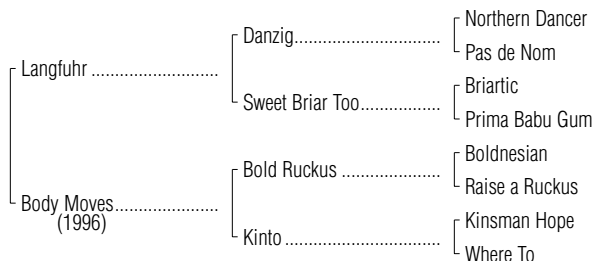 Northern Dancer
Danzig..............................
Pas de Nom
Langfuhr ..........................
Briartic
Sweet Briar Too.................
Prima Babu Gum
Boldnesian
Bold Ruckus .....................
Raise a Ruckus
Body Moves.....................
(1996)
Kinsman Hope
Kinto ................................
Where To